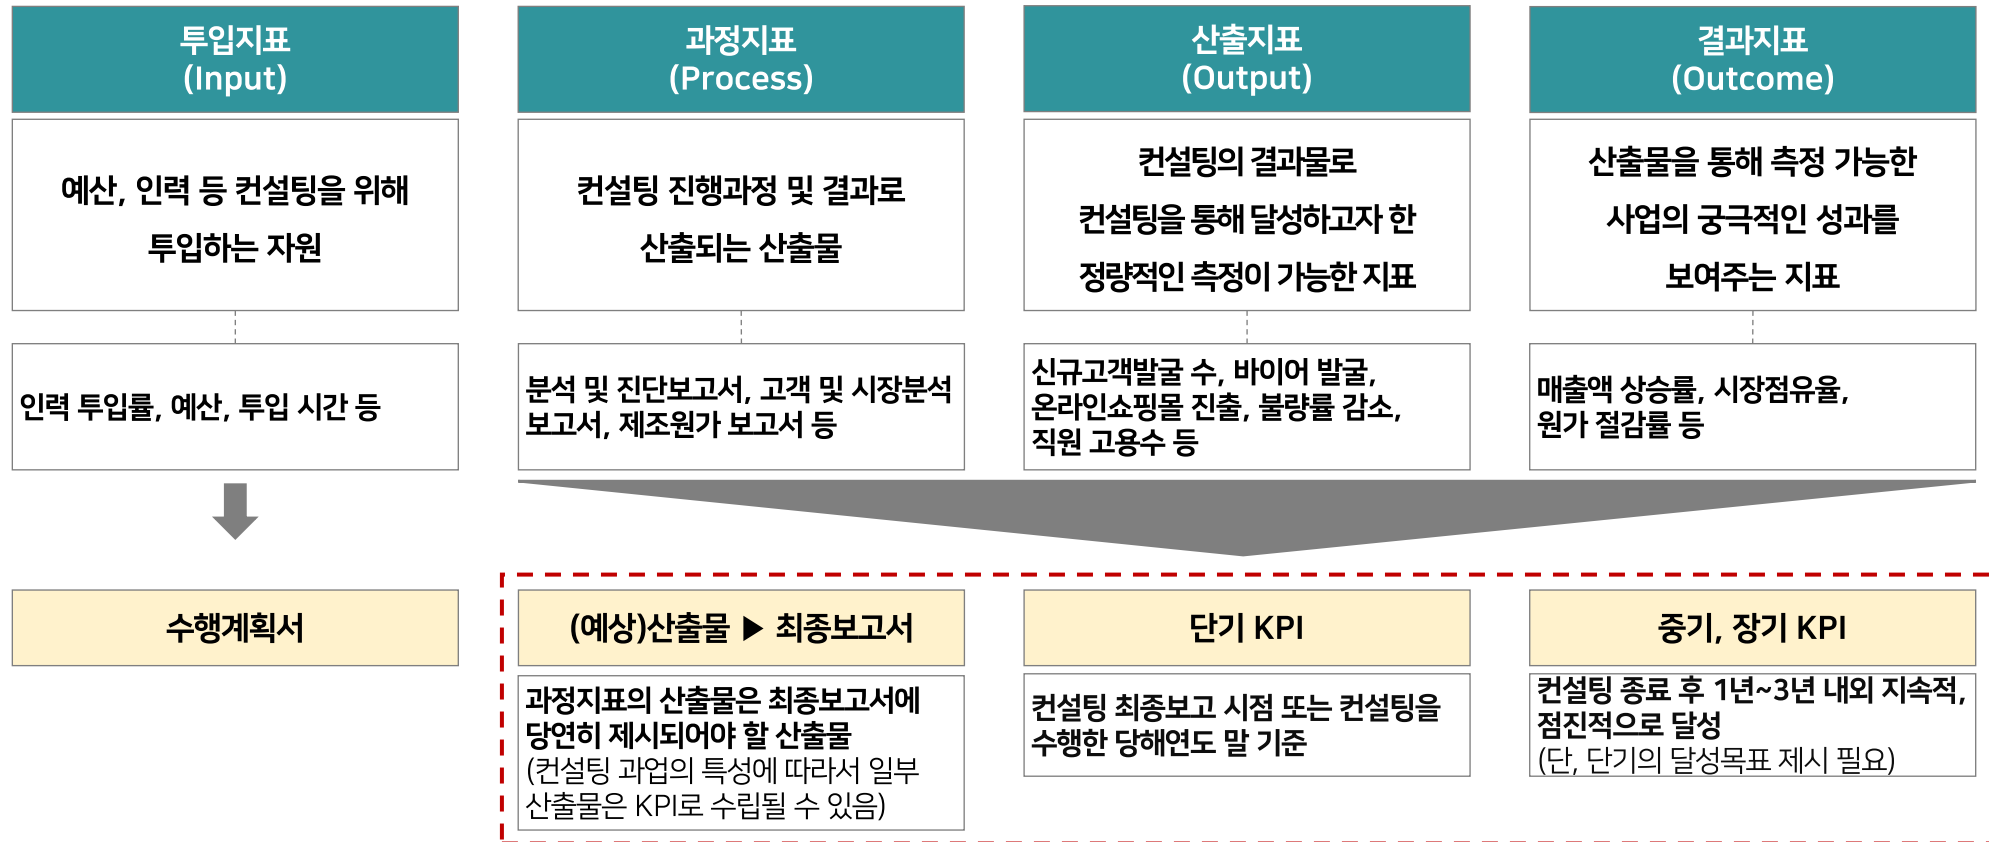 투입지표
(Input)
과정지표
(Process)
산출지표
(Output)
결과지표
(Outcome)
예산, 인력 등 컨설팅을 위해
투입하는 자원
컨설팅 진행과정 및 결과로
산출되는 산출물
컨설팅의 결과물로
컨설팅을 통해 달성하고자 한
정량적인 측정이 가능한 지표
산출물을 통해 측정 가능한
사업의 궁극적인 성과를
보여주는 지표
인력 투입률, 예산, 투입 시간 등
분석 및 진단보고서, 고객 및 시장분석
보고서, 제조원가 보고서 등
신규고객발굴 수, 바이어 발굴,
온라인쇼핑몰 진출, 불량률 감소,
직원 고용수 등
매출액 상승률, 시장점유율,
원가 절감률 등
수행계획서
(예상)산출물 ▶ 최종보고서
단기 KPI
중기, 장기 KPI
과정지표의 산출물은 최종보고서에
당연히 제시되어야 할 산출물
(컨설팅 과업의 특성에 따라서 일부
산출물은 KPI로 수립될 수 있음)
컨설팅 최종보고 시점 또는 컨설팅을
수행한 당해연도 말 기준
컨설팅 종료 후 1년~3년 내외 지속적,
점진적으로 달성
(단, 단기의 달성목표 제시 필요)